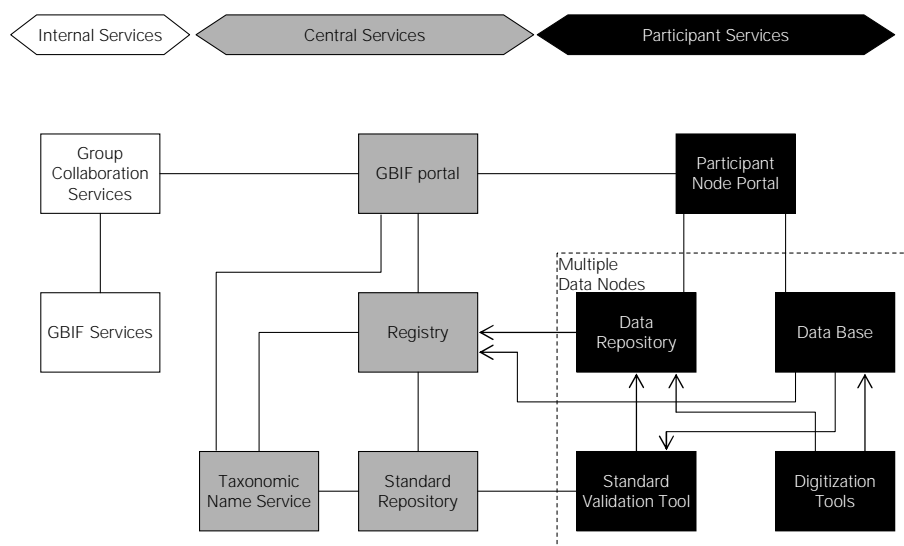 Internal Services
Central Services
Participant Services
Group
Collaboration
Services
GBIF portal
Participant
Node Portal
Multiple
Data Nodes
GBIF Services
Registry
Data
Repository
Data Base
Taxonomic
Name Service
Standard
Repository
Standard
Validation Tool
Digitization
Tools